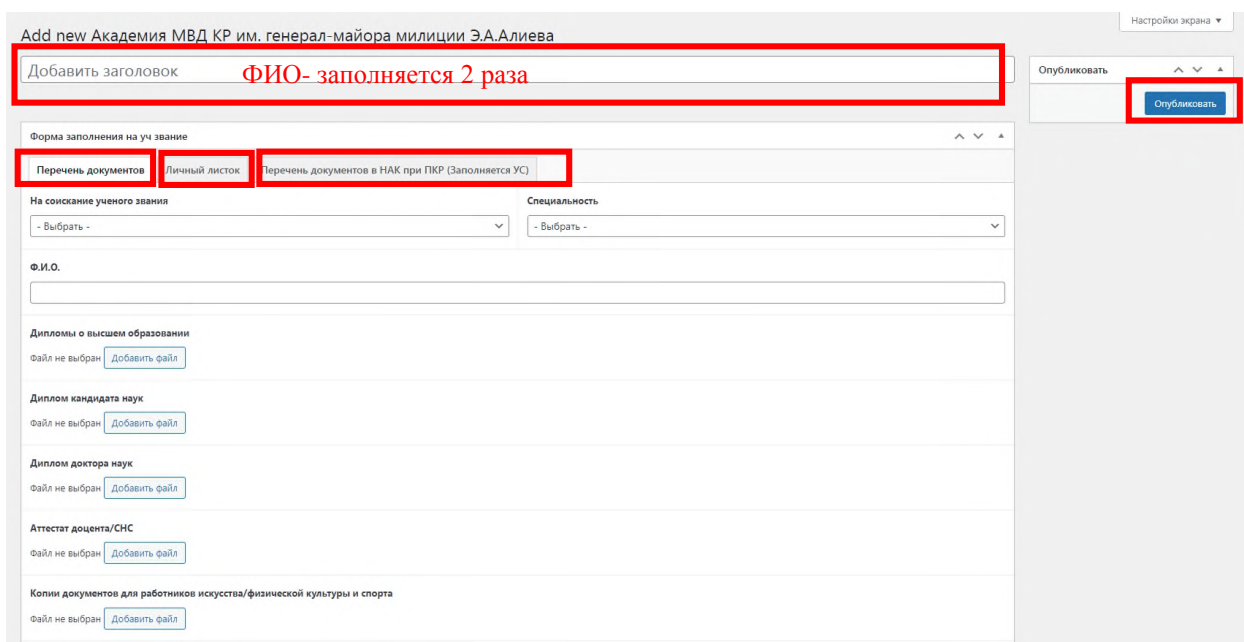 Настройки экрана ▼
Add new Академия МВД КР им. генерал-майора милиции Э.А.Алиева
Добавить заголовок
ФИО- заполняется 2 раза
Опубликовать
Опубликовать
Форма заполнения на уч звание
Перечень документов
Личный листок
Перечень документов в НАК при ПКР (Заполняется УС)
На соискание ученого звания
Специальность
- Выбрать -
- Выбрать -
Ф.И.О.
Дипломы о высшем образовании
Файл не выбран Добавить файл
Диплом кандидата наук
Файл не выбран Добавить файл
Диплом доктора наук
Файл не выбран Добавить файл
Аттестат доцента/СНС
Файл не выбран Добавить файл
Копии документов для работников искусства/физической культуры и спорта
Файл не выбран Добавить файл